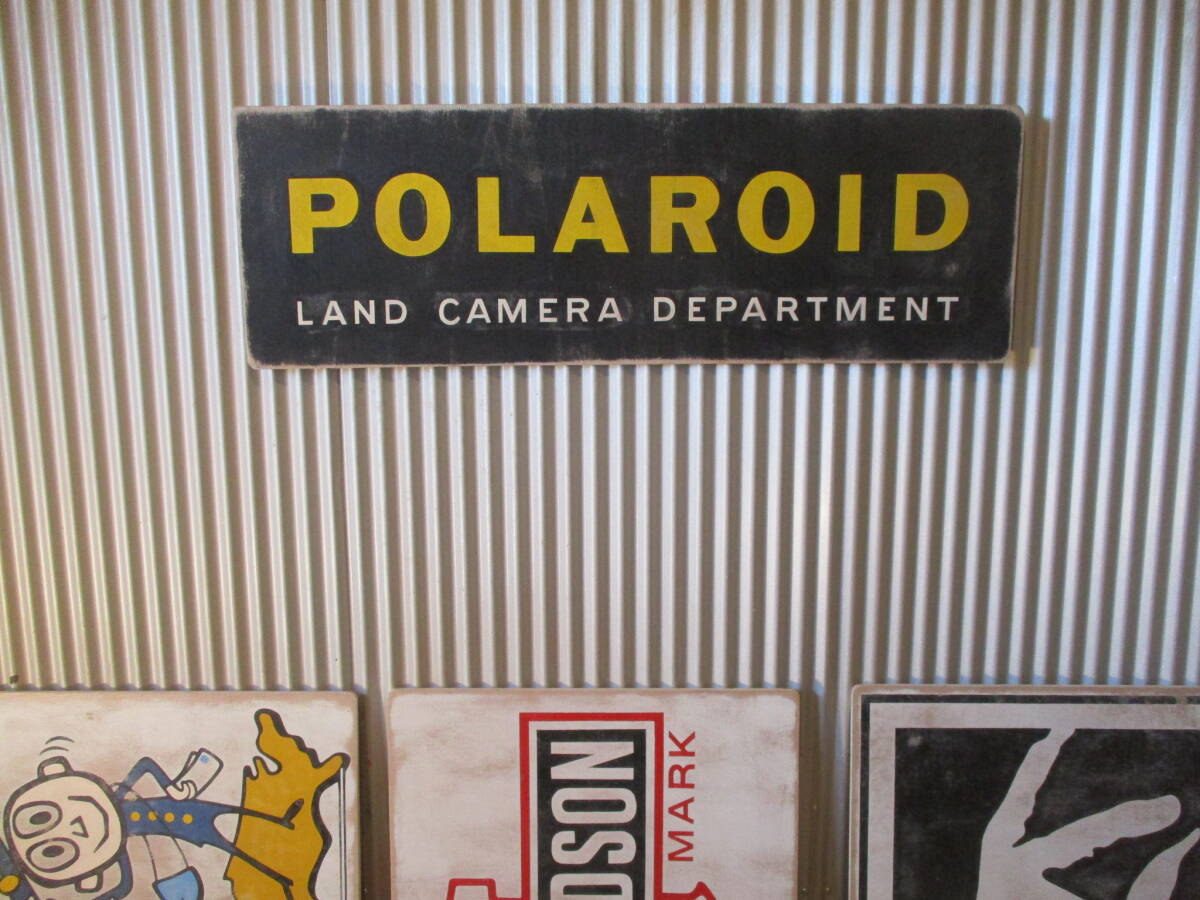 POLAROID
LAND CAMERA DEPARTMENT
DSON
MARK